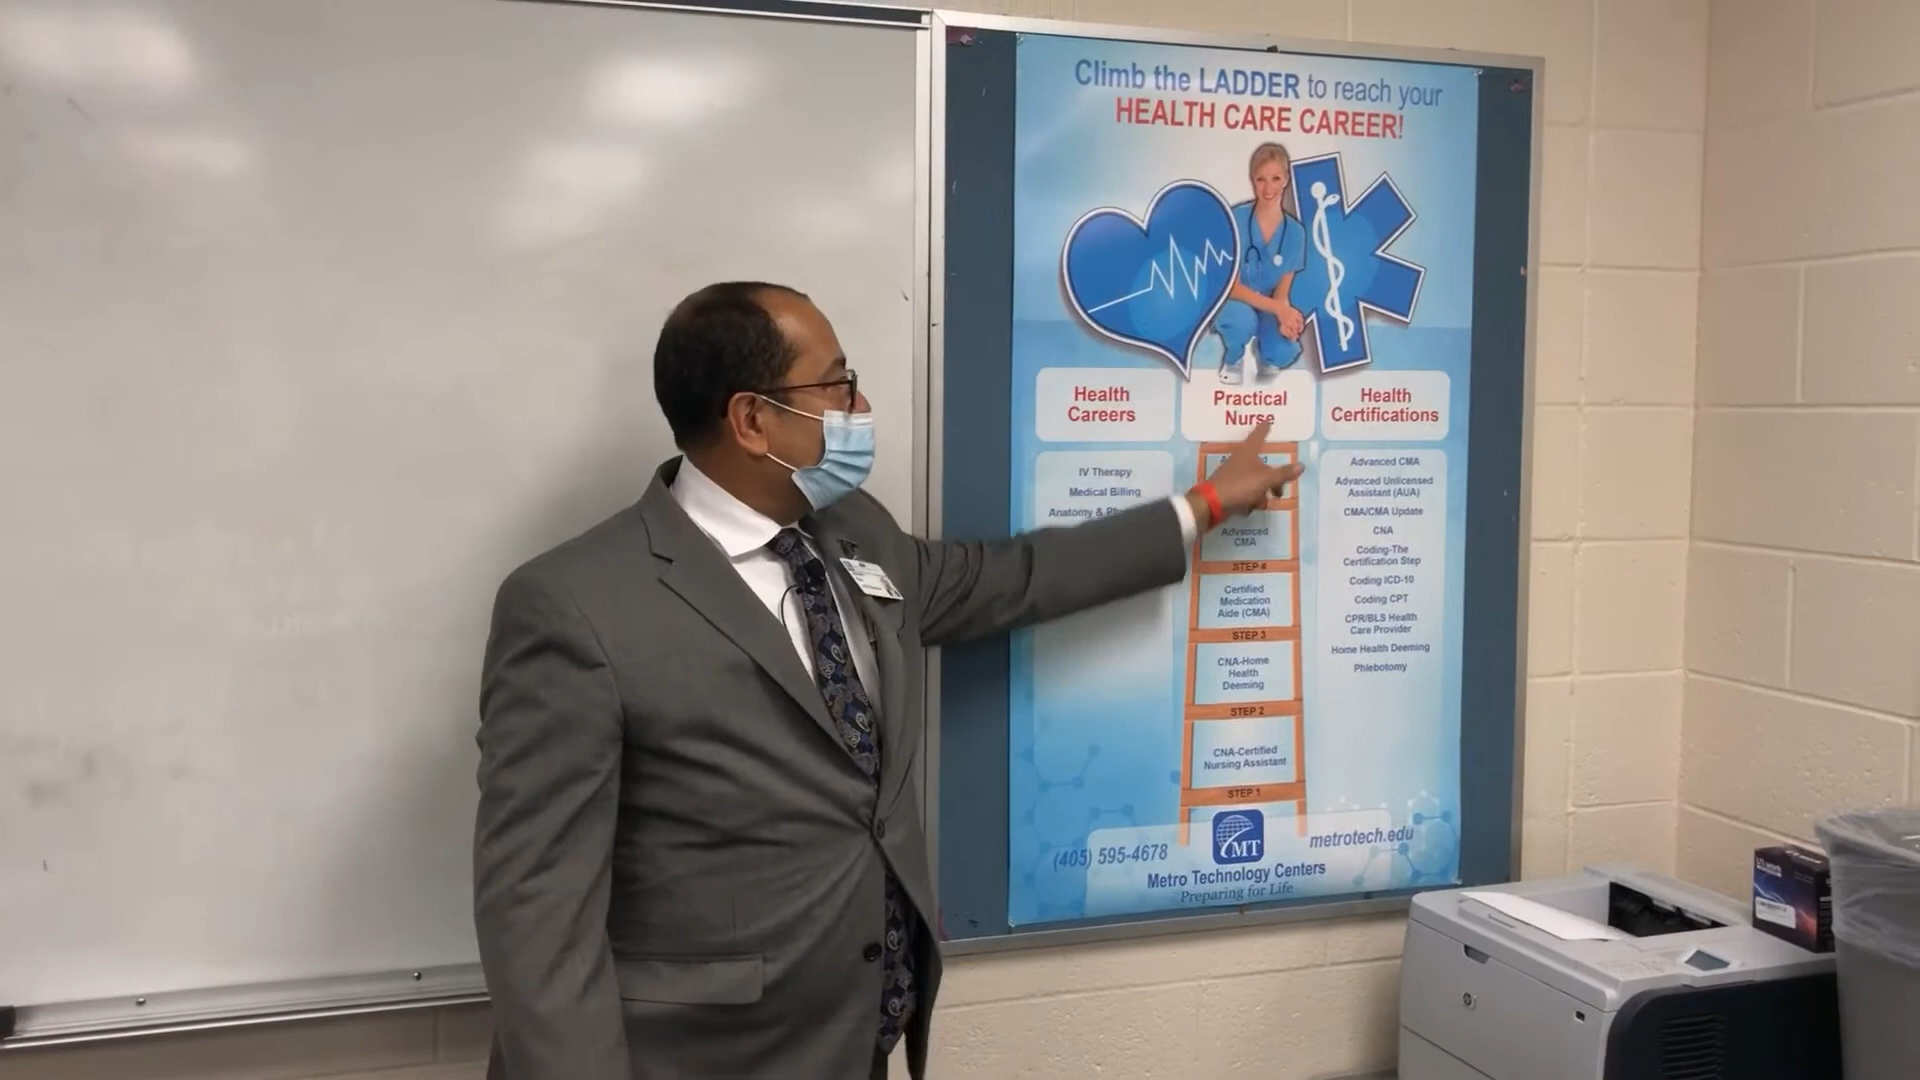 Climb the LADDER to reach your
HEALTH CARE CAREER!
Health
Careers
IV Therapy
Medical Billing
Anatomy &
Practical
Nurse
Advanced
CMA
STEP 4
Certified
Medication
Aide (CMA)
STEP 3
CNA-Home
Health
Deeming
STEP 2
CNA-Certified
Nursing Assistant
STEP 1
Health
Certifications
Advanced CMA
Advanced Unlicensed
Assistant (AUA)
CMA/CMA Update
CNA
Coding-The
Certification Step
Coding ICD-10
Coding CPT
CPR/BLS Health
Care Provider
Home Health Deeming
Phlebotomy
(405) 595-4678
MT
metrotech.edu
Metro Technology Centers
Preparing for Life
hp